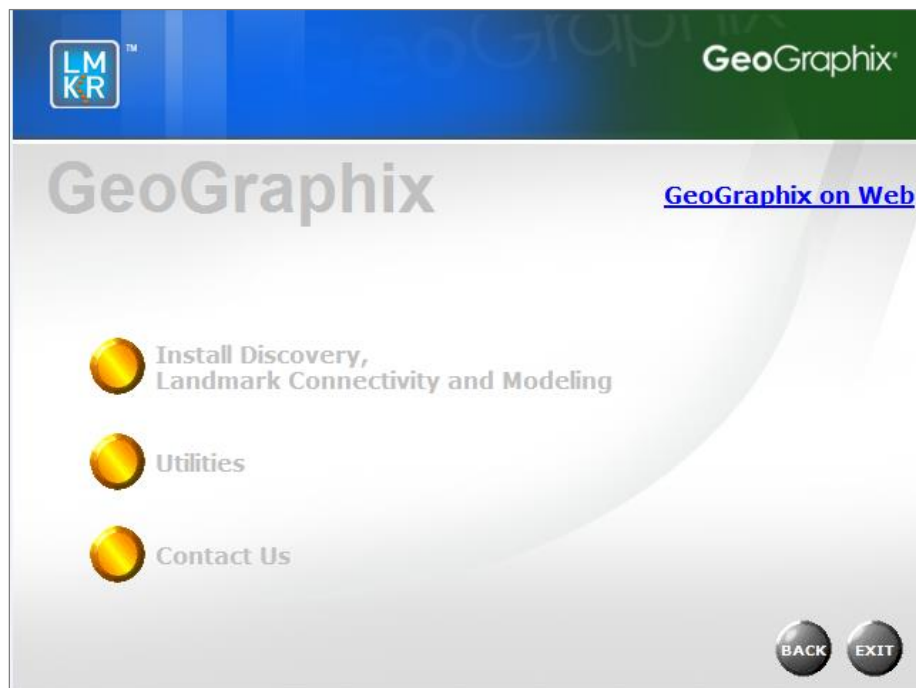 LM
KR
TM
GeoGraphix
GeoGraphix®
GeoGraphix
GeoGraphix on Web
Install Discovery,
Landmark Connectivity and Modeling
Utilities
Contact Us
BACK EXIT